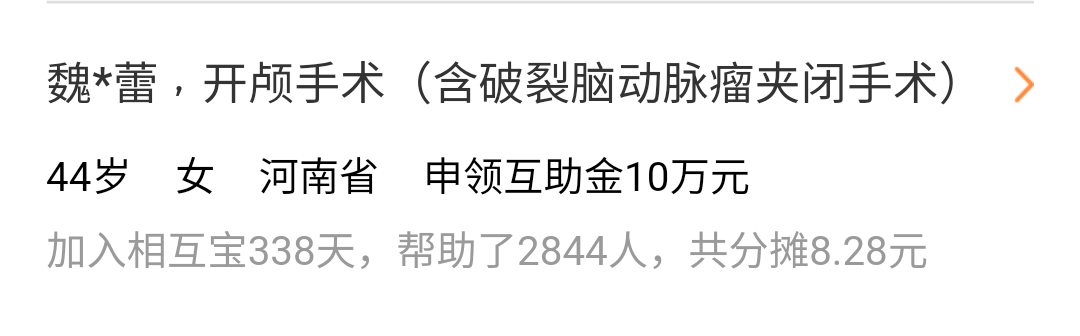 魏*蕾，开颅手术（含破裂脑动脉瘤夹闭手术）
44岁 女 河南省 申领互助金10万元
加入相互宝338天，帮助了2844人，共分摊8.28元